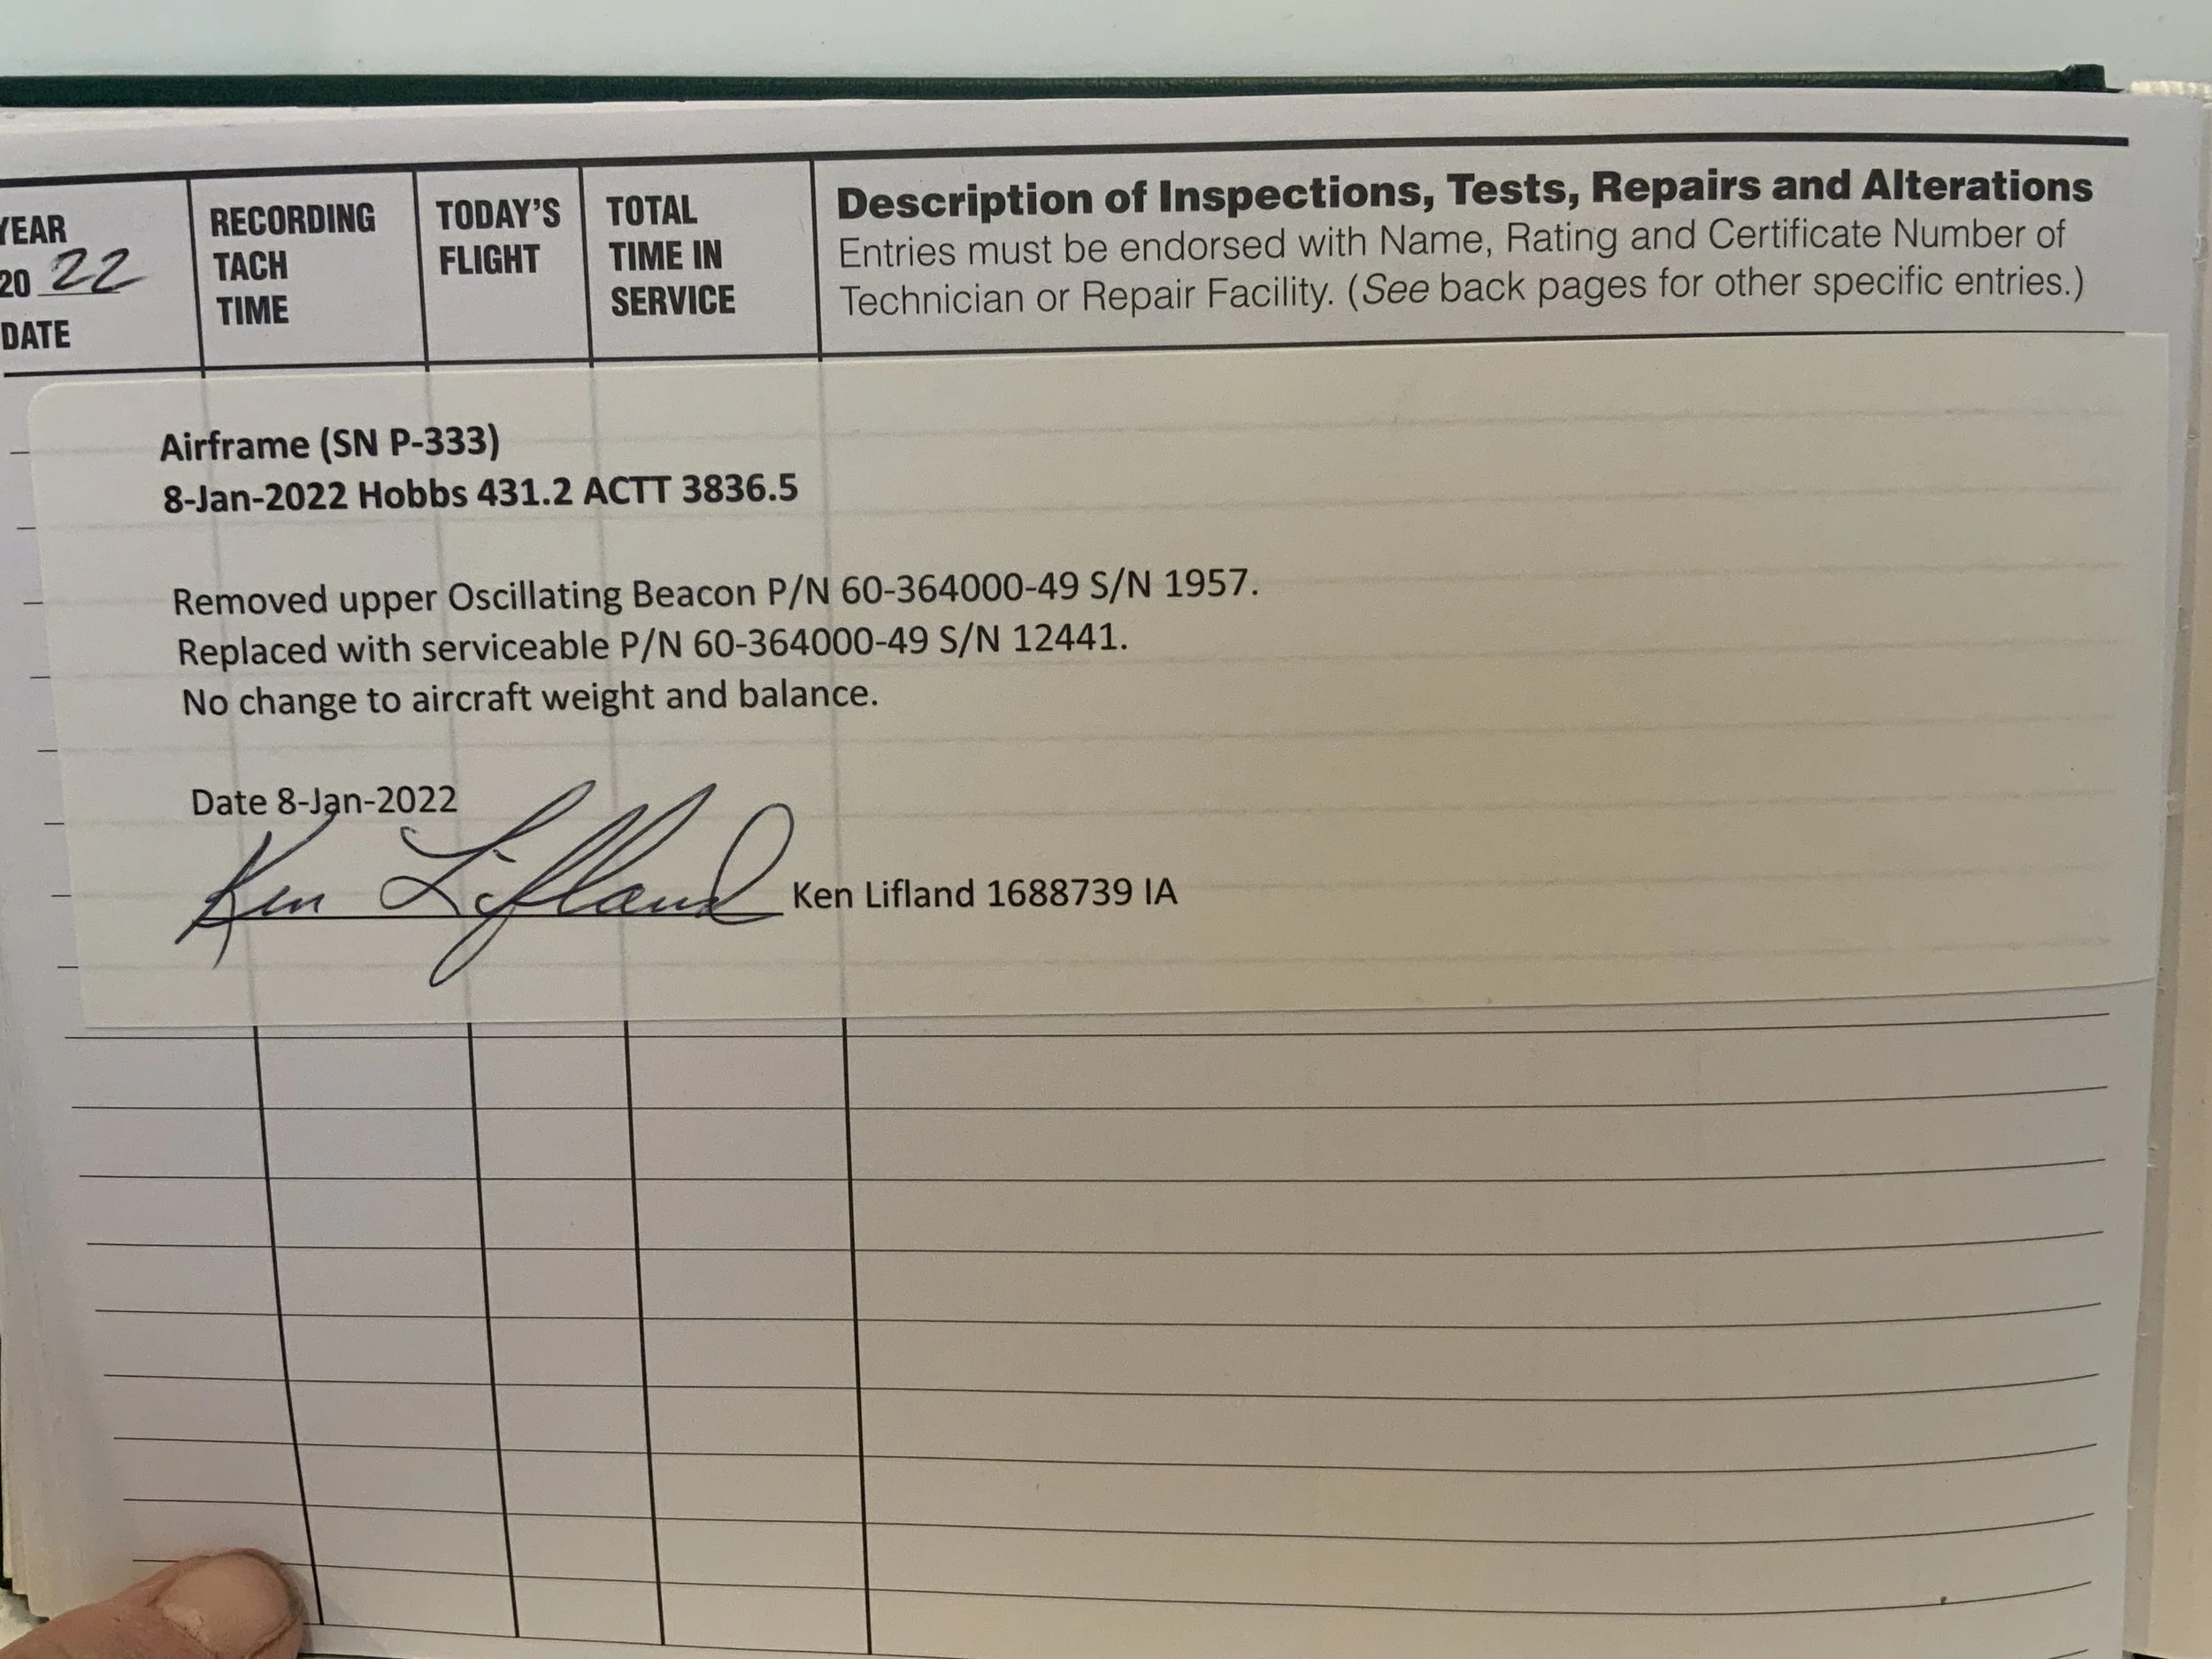 YEAR
20 22
DATE
RECORDING
TACH
TIME
TODAY'S
FLIGHT
TOTAL
TIME IN
SERVICE
Description of Inspections, Tests, Repairs and Alterations
Entries must be endorsed with Name, Rating and Certificate Number of
Technician or Repair Facility. (See back pages for other specific entries.)
Airframe (SN P-333)
8-Jan-2022 Hobbs 431.2 ACTT 3836.5
Removed upper Oscillating Beacon P/N 60-364000-49 S/N 1957.
Replaced with serviceable P/N 60-364000-49 S/N 12441.
No change to aircraft weight and balance.
Date 8-Jan-2022
Ken Lifland Ken Lifland 1688739 IA